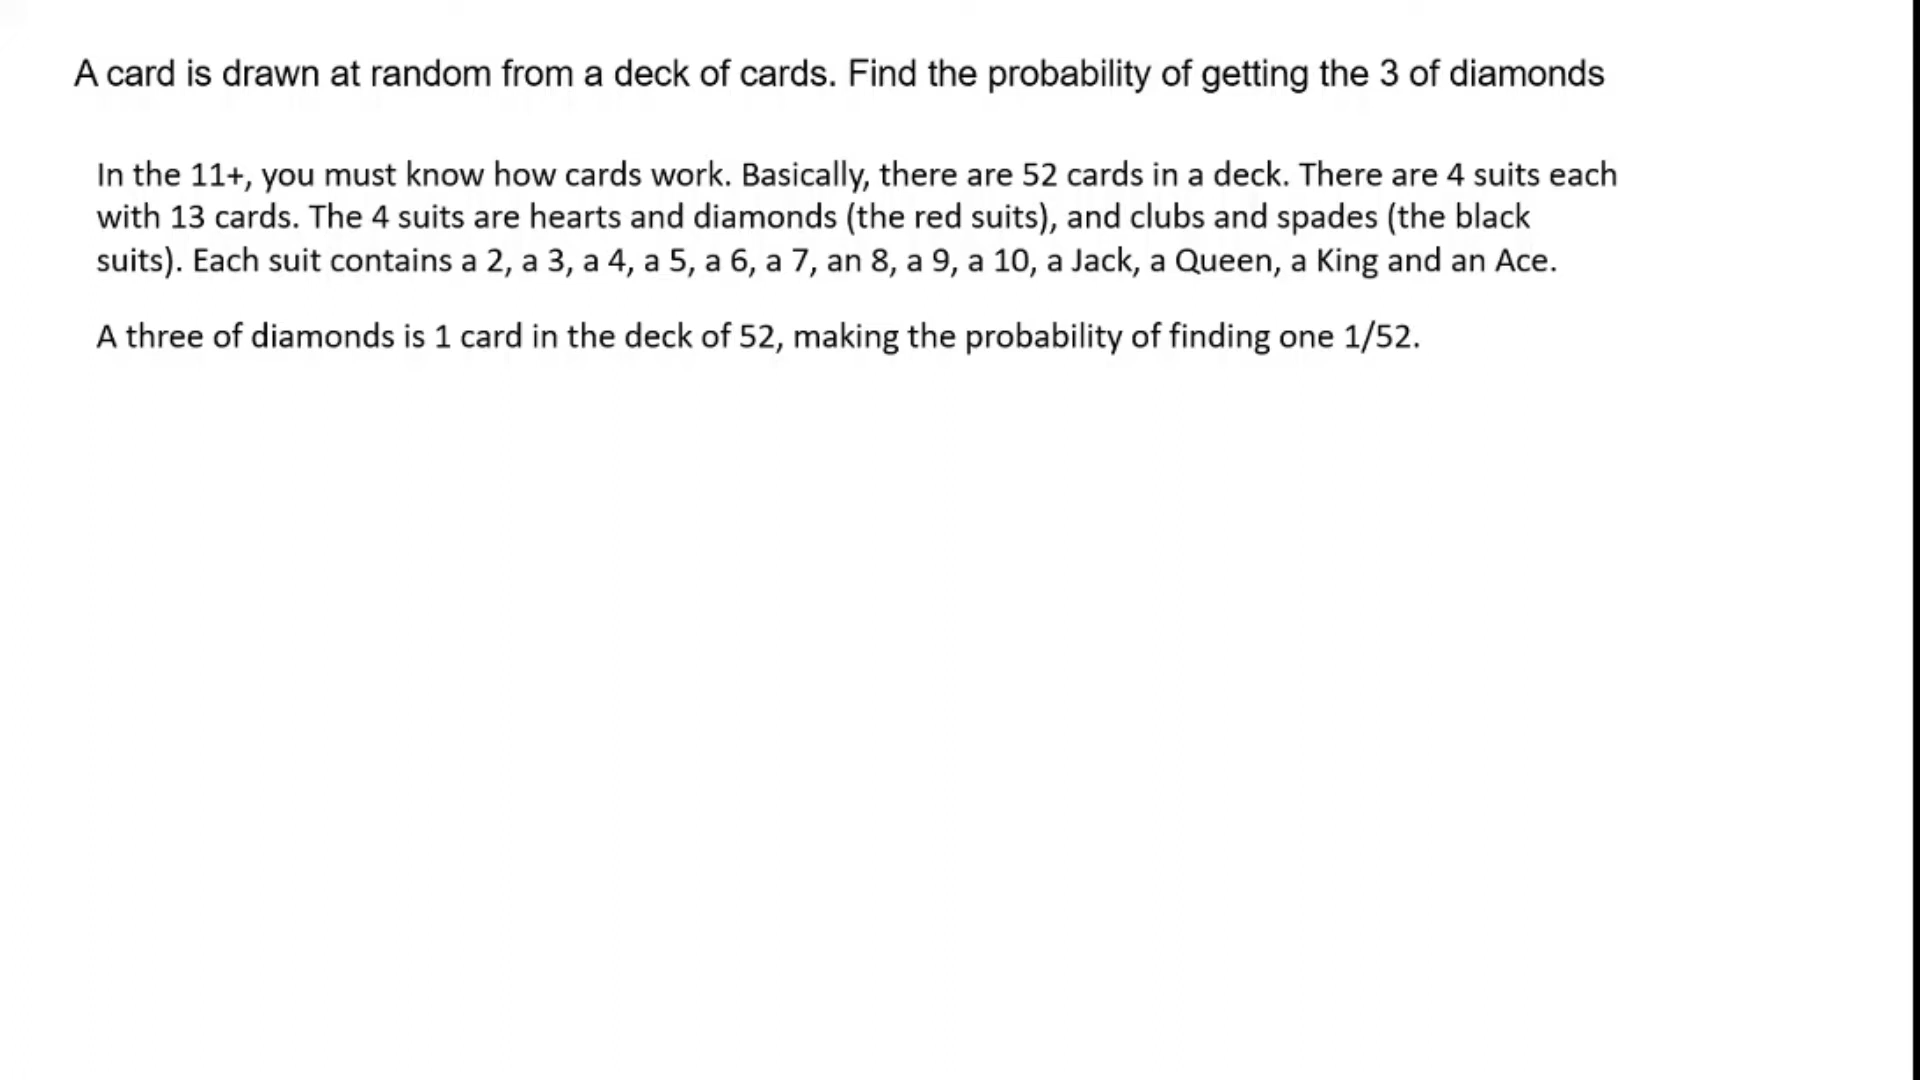 A card is drawn at random from a deck of cards. Find the probability of getting the 3 of diamonds
In the 11+, you must know how cards work. Basically, there are 52 cards in a deck. There are 4 suits each
with 13 cards. The 4 suits are hearts and diamonds (the red suits), and clubs and spades (the black
suits). Each suit contains a 2, a 3, a 4, a 5, a 6, a 7, an 8, a 9, a 10, a Jack, a Queen, a King and an Ace.
A three of diamonds is 1 card in the deck of 52, making the probability of finding one 1/52.